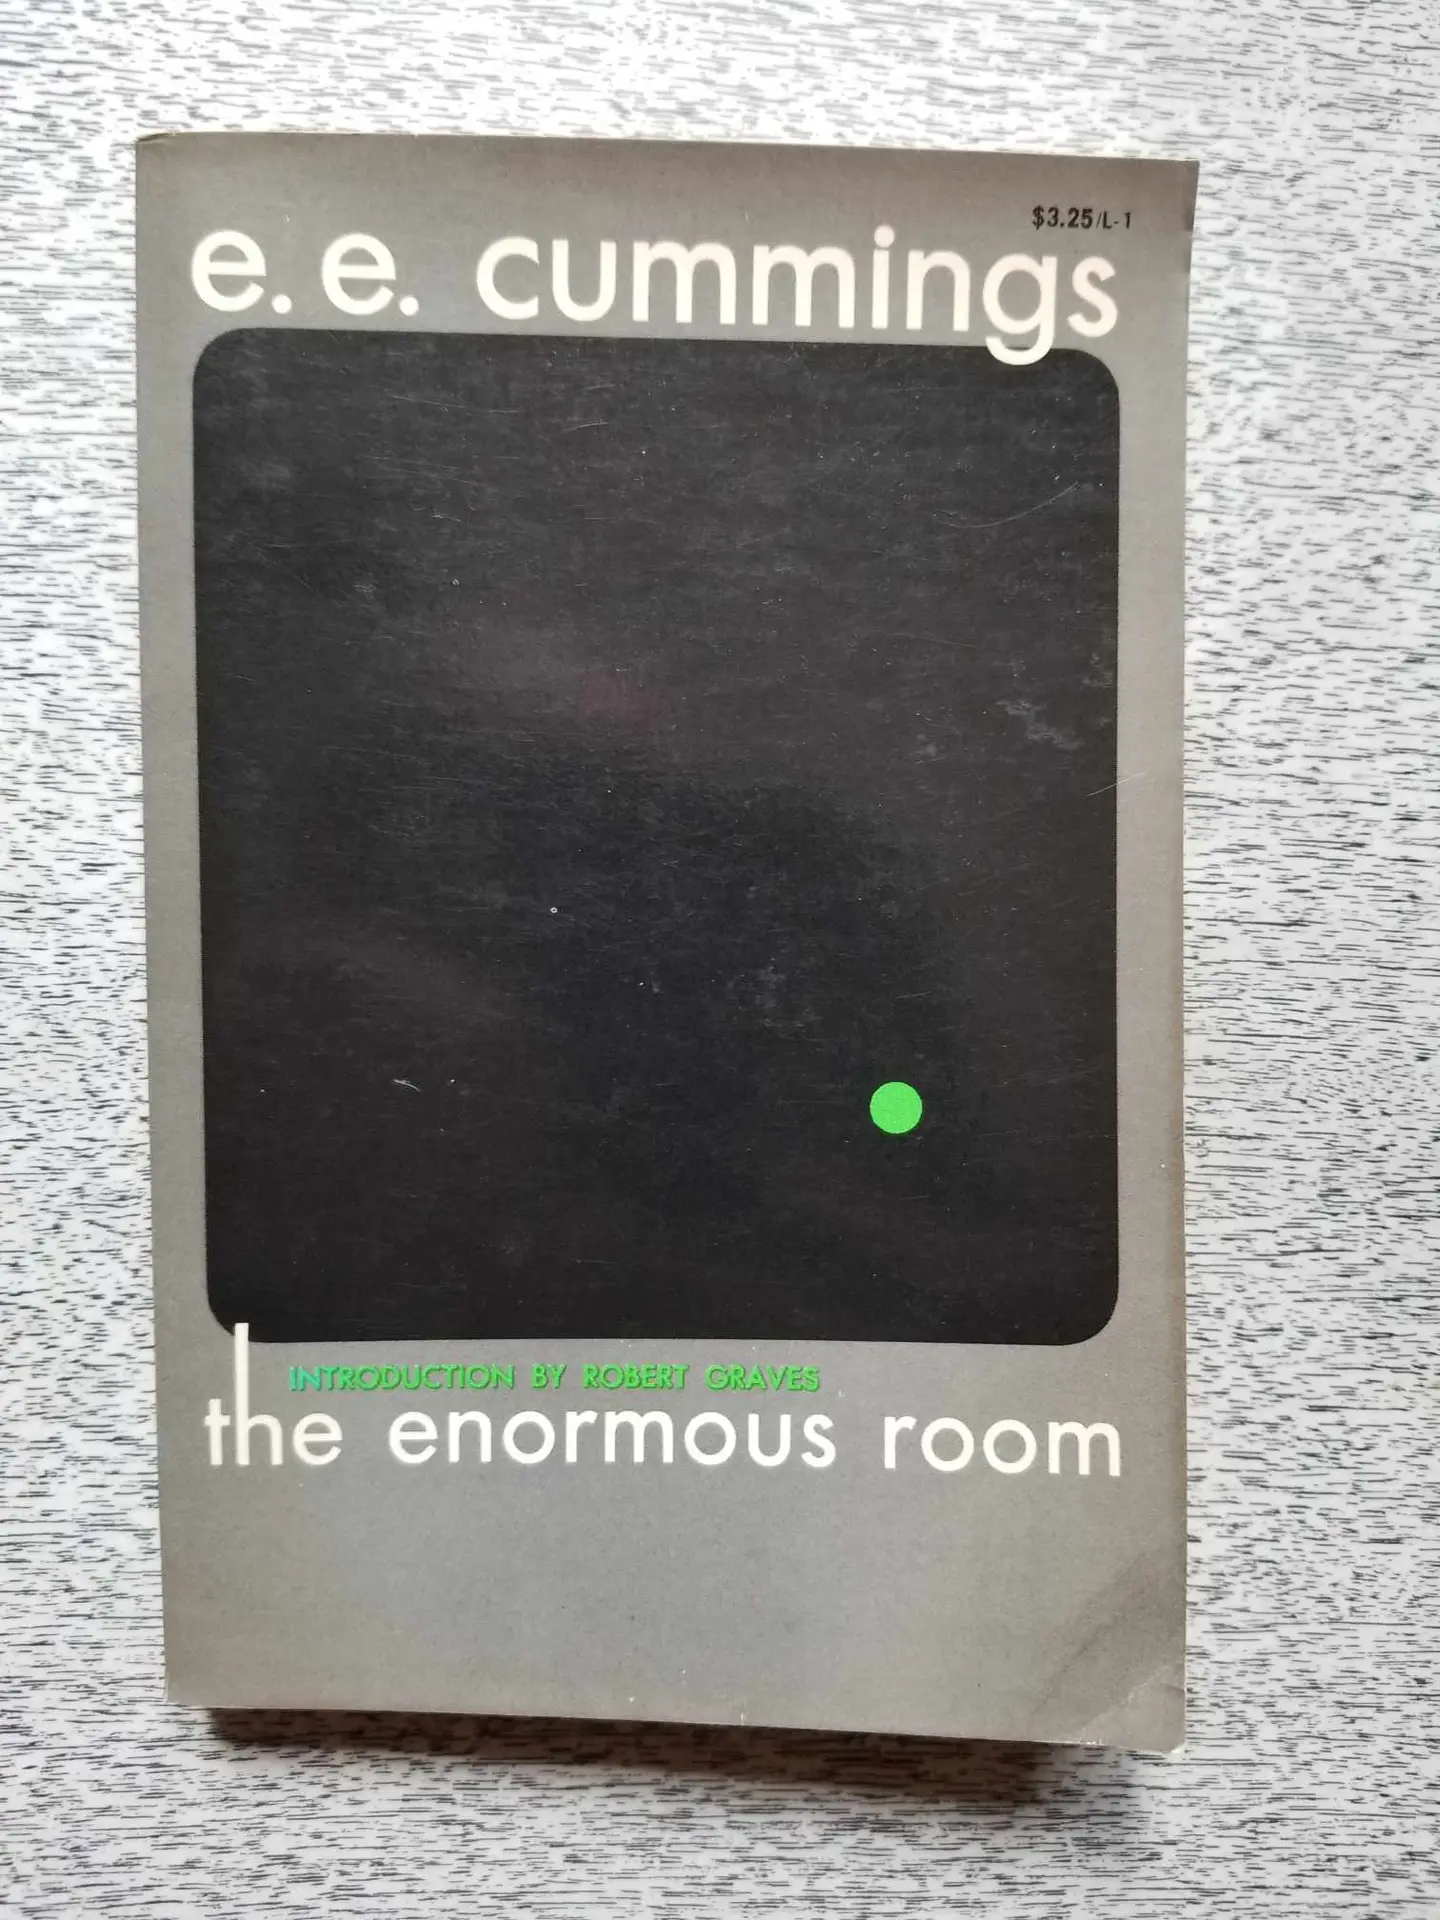 $3.25/L-1
e. e. cummings
INTRODUCTION BY ROBERT GRAVES
the enormous room